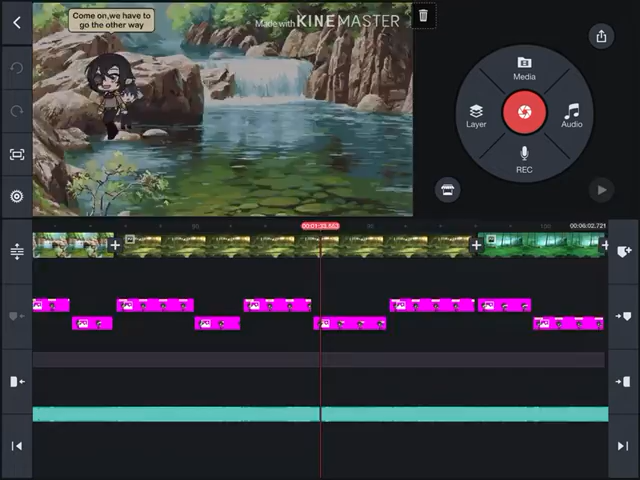 Come on,we have to
go the other way
Made with KINEMASTER
Media
Layer
Audio
REC
00:01:33.553
00:06:02.721